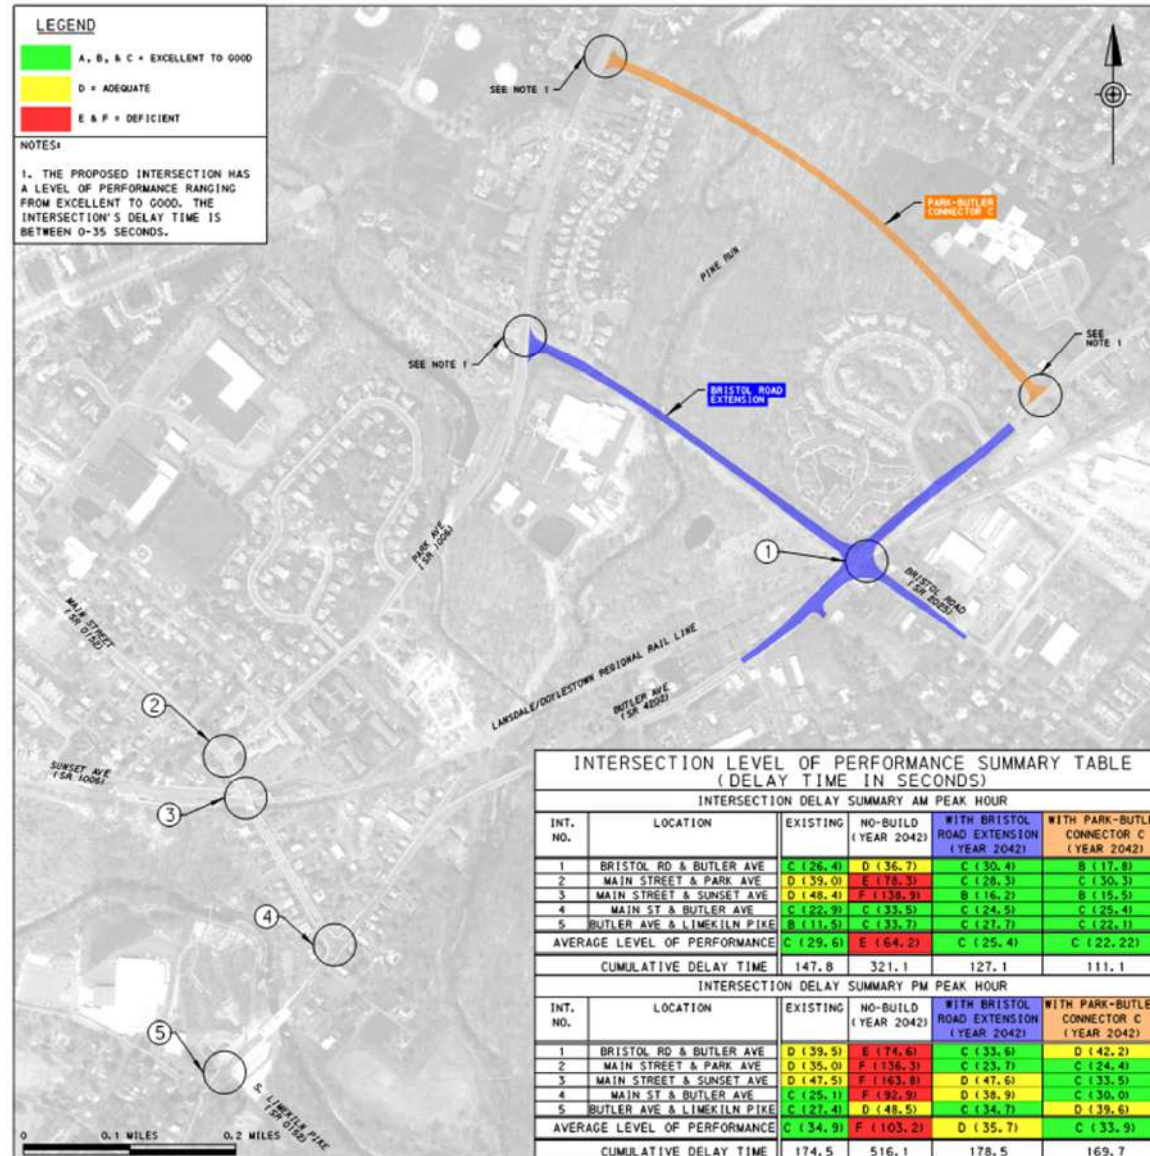 LEGEND
A, B, & C = EXCELLENT TO GOOD
D = ADEQUATE
E & F = DEFICIENT
NOTES:
1. THE PROPOSED INTERSECTION HAS
A LEVEL OF PERFORMANCE RANGING
FROM EXCELLENT TO GOOD. THE
INTERSECTION'S DELAY TIME IS
BETWEEN 0-35 SECONDS.
SEE NOTE 1
PARK-BUTLER
CONNECTOR C
PINE RUN
SEE
NOTE 1
SEE NOTE 1
BRISTOL ROAD
EXTENSION
PARK AVE
(SR 1006)
1
BRISTOL ROAD
(SR 2025)
MAIN STREET
(SR 0152)
LANSDALE/DOYLESTOWN REGIONAL RAIL LINE
BUTLER AVE
(SR 4202)
2
SUNSET AVE
(SR 1006)
3
4
5
S. LIMEKILN PIKE
(SR 0152)
0 0.1 MILES 0.2 MILES
INTERSECTION LEVEL OF PERFORMANCE SUMMARY TABLE
(DELAY TIME IN SECONDS)
INTERSECTION DELAY SUMMARY AM PEAK HOUR
INT. NO. LOCATION EXISTING NO-BUILD (YEAR 2042) WITH BRISTOL ROAD EXTENSION (YEAR 2042) WITH PARK-BUTLE CONNECTOR C (YEAR 2042)
1 BRISTOL RD & BUTLER AVE C (26.4) D (36.7) C (30.4) B (17.8)
2 MAIN STREET & PARK AVE D (39.0) E (78.3) C (28.3) C (30.3)
3 MAIN STREET & SUNSET AVE D (48.4) F (138.9) B (16.2) B (15.5)
4 MAIN ST & BUTLER AVE C (22.9) C (33.5) C (24.5) C (25.4)
5 BUTLER AVE & LIMEKILN PIKE B (11.5) C (33.7) C (27.7) C (22.1)
AVERAGE LEVEL OF PERFORMANCE C (29.6) E (64.2) C (25.4) C (22.22)
CUMULATIVE DELAY TIME 147.8 321.1 127.1 111.1
INTERSECTION DELAY SUMMARY PM PEAK HOUR
INT. NO. LOCATION EXISTING NO-BUILD (YEAR 2042) WITH BRISTOL ROAD EXTENSION (YEAR 2042) WITH PARK-BUTLE CONNECTOR C (YEAR 2042)
1 BRISTOL RD & BUTLER AVE D (39.5) E (74.6) C (33.6) D (42.2)
2 MAIN STREET & PARK AVE D (35.0) F (136.3) C (23.7) C (24.4)
3 MAIN STREET & SUNSET AVE D (47.5) F (163.8) D (47.6) C (33.5)
4 MAIN ST & BUTLER AVE C (25.1) F (92.9) D (38.9) C (30.0)
5 BUTLER AVE & LIMEKILN PIKE C (27.4) D (48.5) C (34.7) D (39.6)
AVERAGE LEVEL OF PERFORMANCE C (34.9) F (103.2) D (35.7) C (33.9)
CUMULATIVE DELAY TIME 174.5 516.1 178.5 169.7